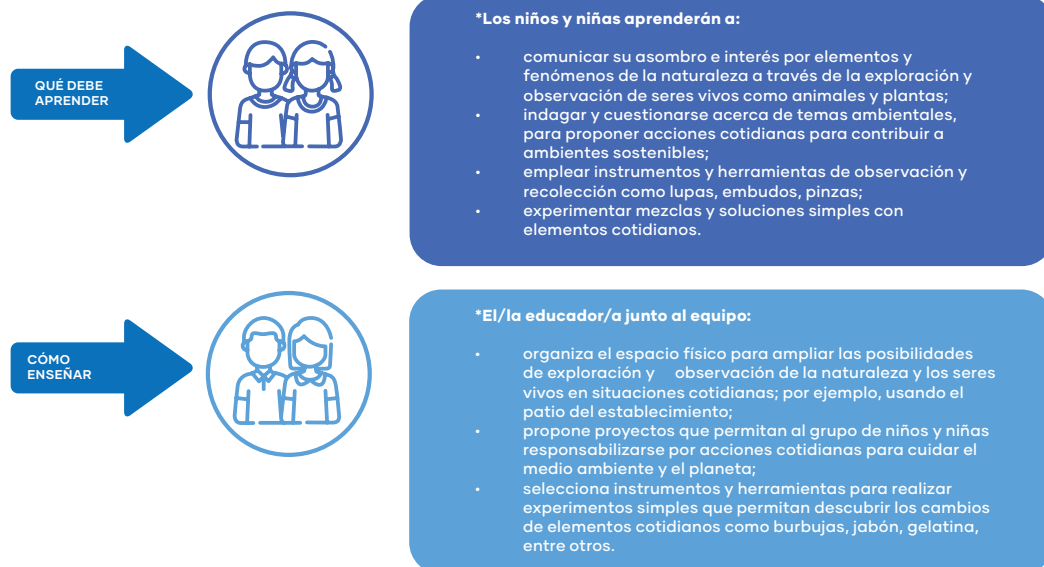 QUÉ DEBE
APRENDER
*Los niños y niñas aprenderán a:
• comunicar su asombro e interés por elementos y
fenómenos de la naturaleza a través de la exploración y
observación de seres vivos como animales y plantas;
• indagar y cuestionarse acerca de temas ambientales,
para proponer acciones cotidianas para contribuir a
ambientes sostenibles;
• emplear instrumentos y herramientas de observación y
recolección como lupas, embudos, pinzas;
• experimentar mezclas y soluciones simples con
elementos cotidianos.
CÓMO
ENSEÑAR
*El/la educador/a junto al equipo:
• organiza el espacio físico para ampliar las posibilidades
de exploración y observación de la naturaleza y los seres
vivos en situaciones cotidianas; por ejemplo, usando el
patio del establecimiento;
• propone proyectos que permitan al grupo de niños y niñas
responsabilizarse por acciones cotidianas para cuidar el
medio ambiente y el planeta;
• selecciona instrumentos y herramientas para realizar
experimentos simples que permitan descubrir los cambios
de elementos cotidianos como burbujas, jabón, gelatina,
entre otros.